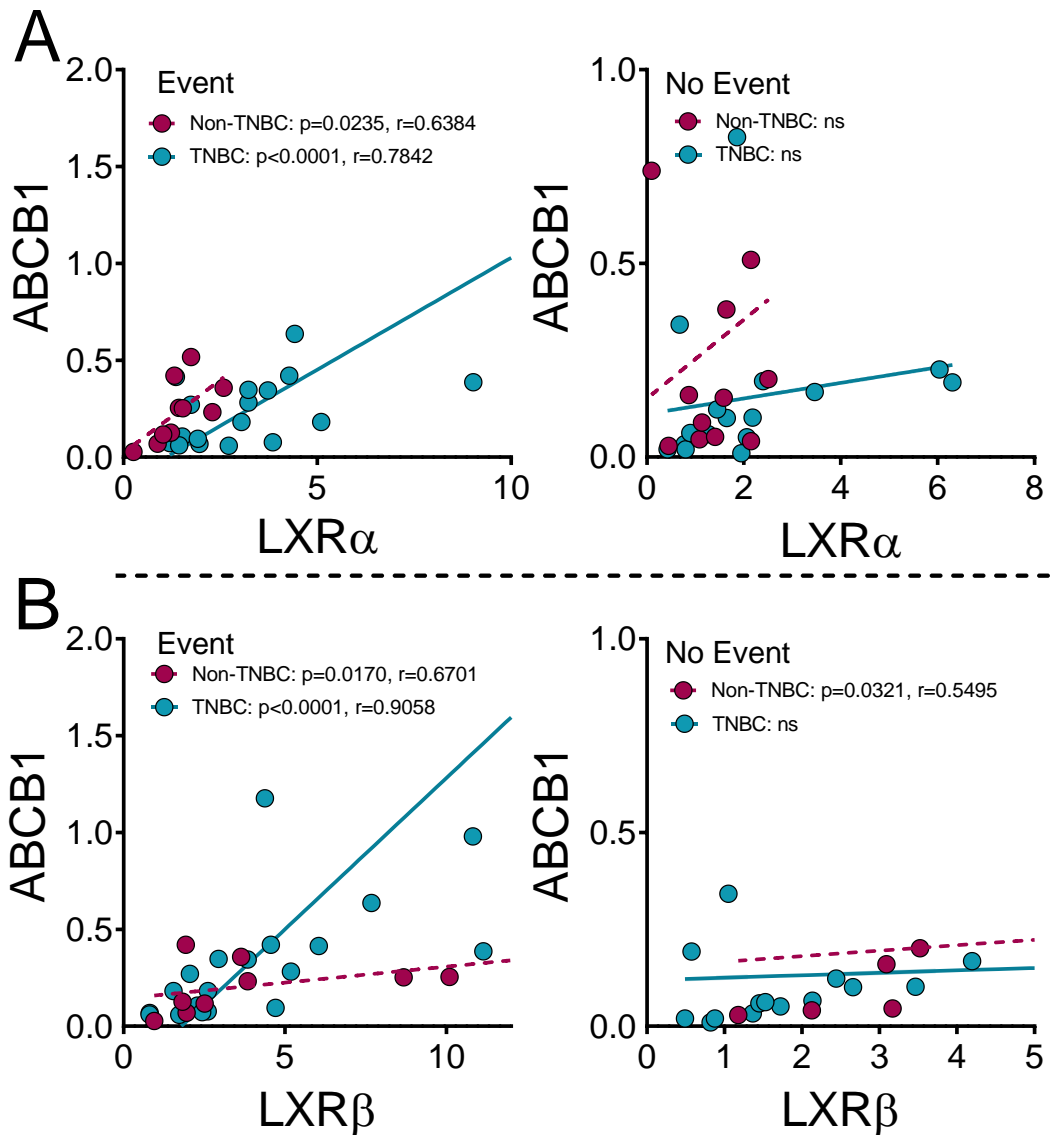 A
Event
Non-TNBC: p=0.0235, r=0.6384
TNBC: p<0.0001, r=0.7842
2.0
1.5
1.0
0.5
0.0
0
5
10
ABCB1
LXRα
No Event
Non-TNBC: ns
TNBC: ns
1.0
0.5
0.0
0
2
4
6
8
ABCB1
LXRα
B
Event
Non-TNBC: p=0.0170, r=0.6701
TNBC: p<0.0001, r=0.9058
2.0
1.5
1.0
0.5
0.0
0
5
10
ABCB1
LXRβ
No Event
Non-TNBC: p=0.0321, r=0.5495
TNBC: ns
1.0
0.5
0.0
0
1
2
3
4
5
ABCB1
LXRβ